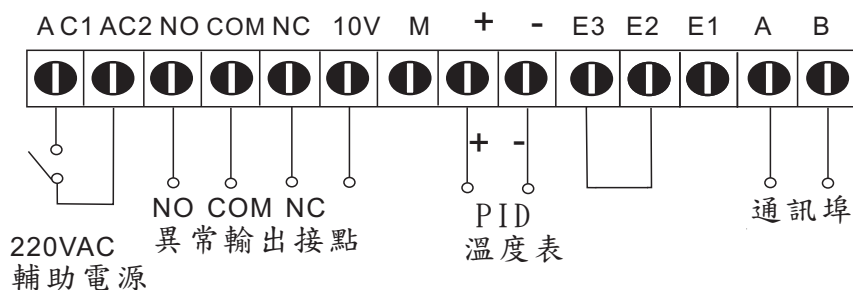 AC1 AC2 NO COM NC 10V M + - E3 E2 E1 A B
+ -
NO COM NC
異常輸出接點
PID
溫度表
通訊埠
220VAC
輔助電源